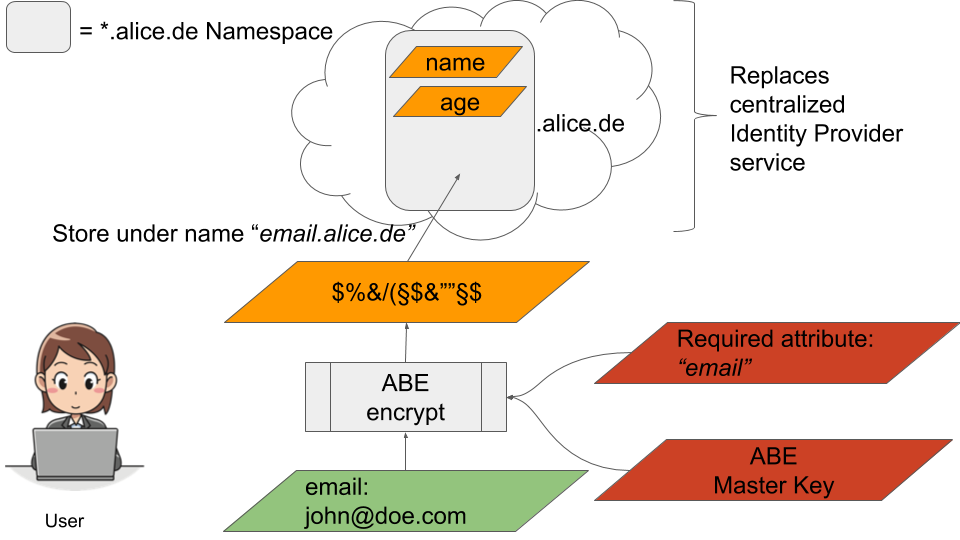 = *.alice.de Namespace
name
age
.alice.de
Replaces
centralized
Identity Provider
service
Store under name “email.alice.de”
$%&/(§$&””§$
ABE
encrypt
Required attribute:
“email”
ABE
Master Key
email:
john@doe.com
User